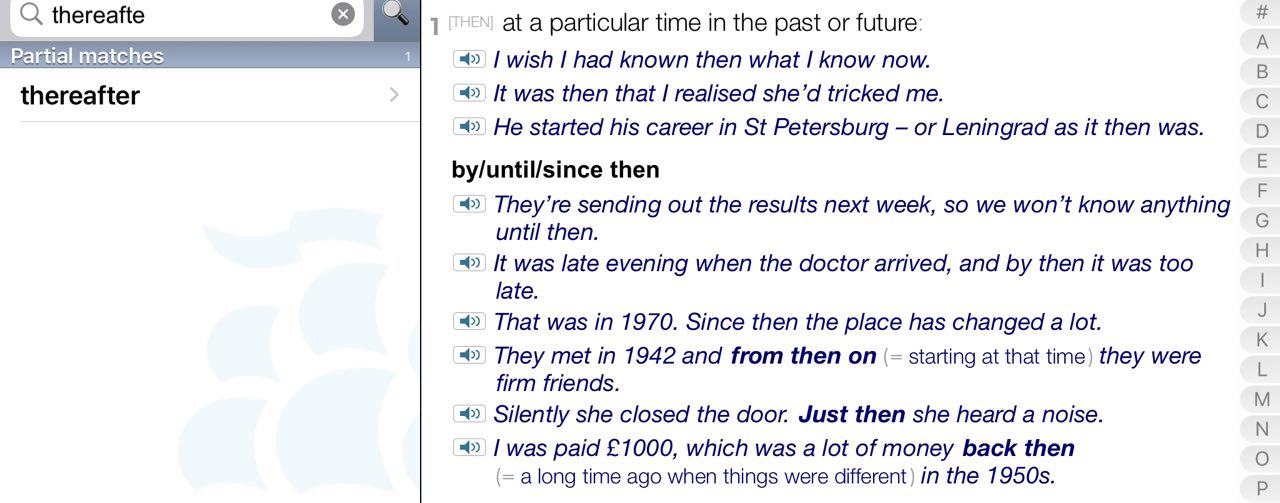 thereafte
Partial matches
1
thereafter
1 [THEN] at a particular time in the past or future:
I wish I had known then what I know now.
It was then that I realised she’d tricked me.
He started his career in St Petersburg – or Leningrad as it then was.
by/until/since then
They’re sending out the results next week, so we won’t know anything
until then.
It was late evening when the doctor arrived, and by then it was too
late.
That was in 1970. Since then the place has changed a lot.
They met in 1942 and from then on (= starting at that time) they were
firm friends.
Silently she closed the door. Just then she heard a noise.
I was paid £1000, which was a lot of money back then
(= a long time ago when things were different) in the 1950s.
#
A
B
C
D
E
F
G
H
I
J
K
L
M
N
O
P